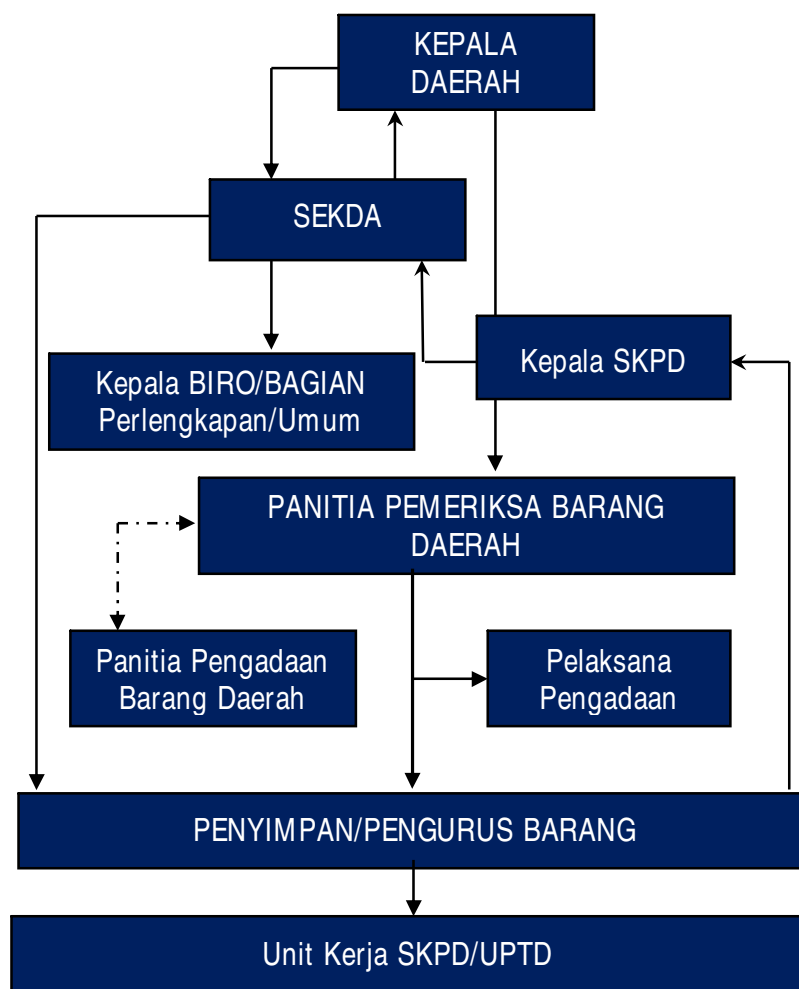 KEPALA
DAERAH
SEKDA
Kepala SKPD
Kepala BIRO/BAGIAN
Perlengkapan/Umum
PANITIA PEMERIKSA BARANG
DAERAH
Panitia Pengadaan
Barang Daerah
Pelaksana
Pengadaan
PENYIMPAN/PENGURUS BARANG
Unit Kerja SKPD/UPTD